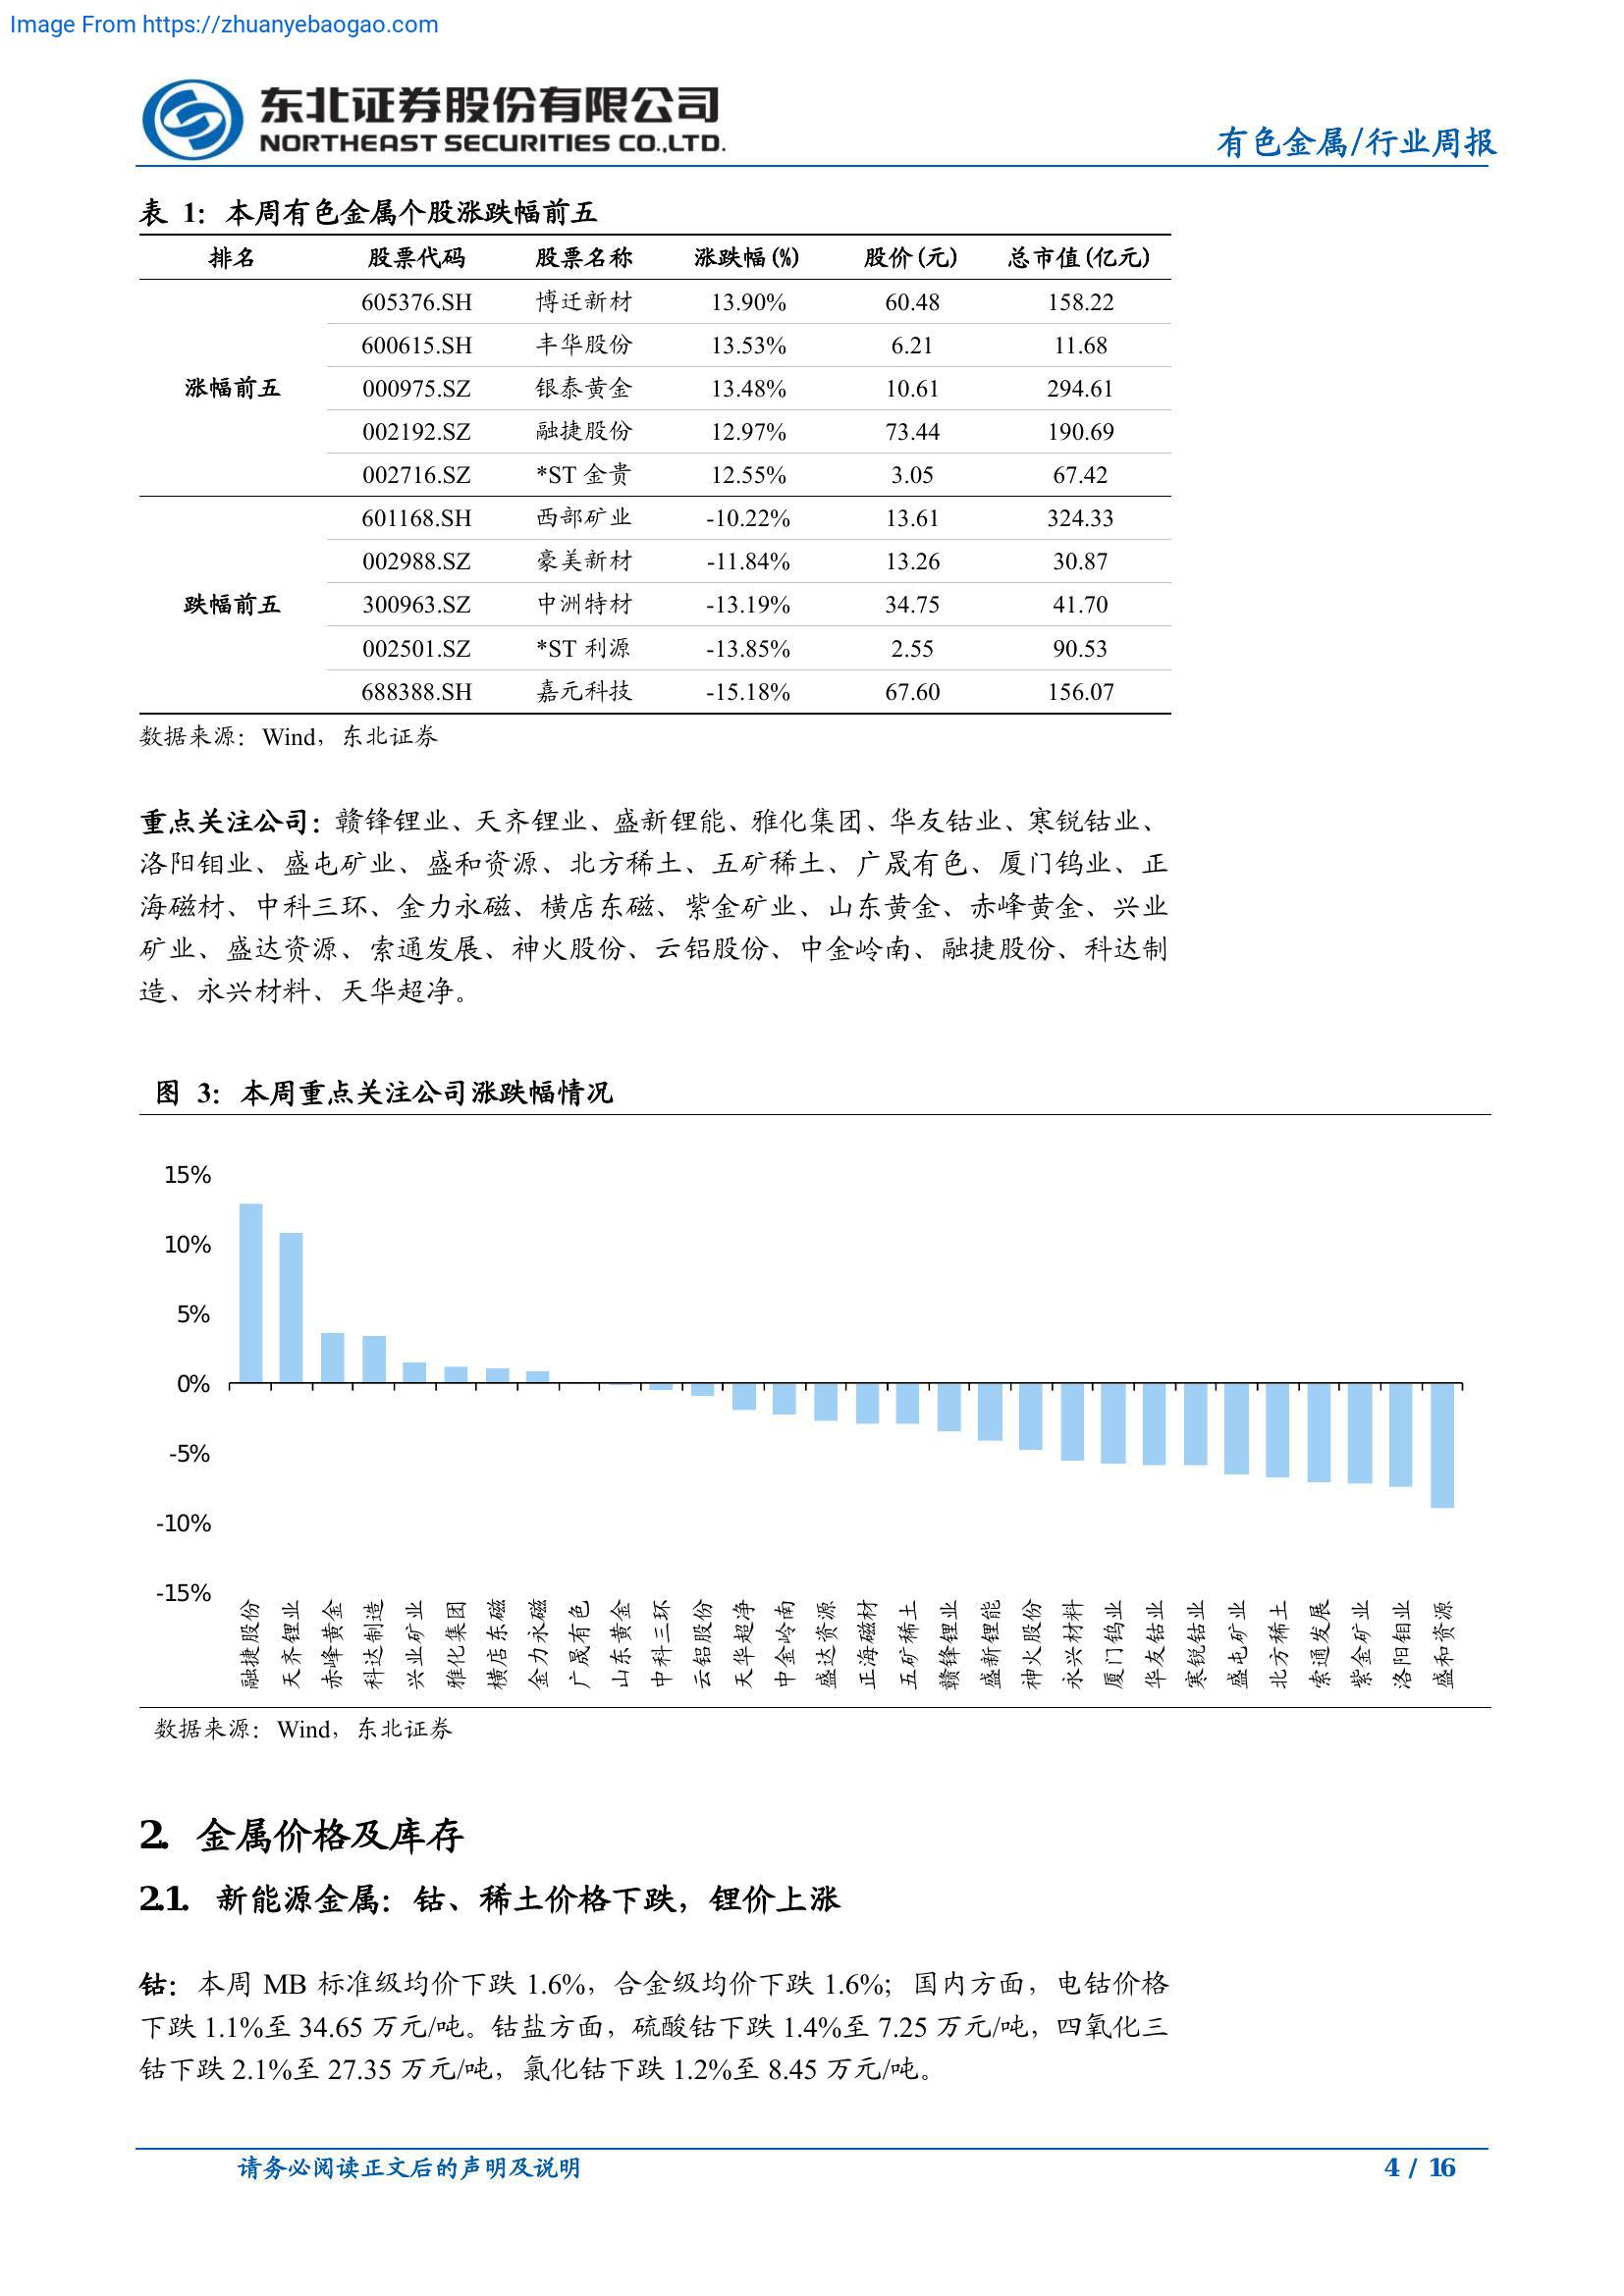 Image From https://zhuanyebaogao.com
东北证券股份有限公司
NORTHEAST SECURITIES CO.,LTD.
有色金属/行业周报
表 1：本周有色金属个股涨跌幅前五
排名 股票代码 股票名称 涨跌幅(%) 股价(元) 总市值(亿元)
涨幅前五
605376.SH 博迁新材 13.90% 60.48 158.22
600615.SH 丰华股份 13.53% 6.21 11.68
000975.SZ 银泰黄金 13.48% 10.61 294.61
002192.SZ 融捷股份 12.97% 73.44 190.69
002716.SZ *ST 金贵 12.55% 3.05 67.42
跌幅前五
601168.SH 西部矿业 -10.22% 13.61 324.33
002988.SZ 豪美新材 -11.84% 13.26 30.87
300963.SZ 中洲特材 -13.19% 34.75 41.70
002501.SZ *ST 利源 -13.85% 2.55 90.53
688388.SH 嘉元科技 -15.18% 67.60 156.07
数据来源：Wind，东北证券
重点关注公司：赣锋锂业、天齐锂业、盛新锂能、雅化集团、华友钴业、寒锐钴业、
洛阳钼业、盛屯矿业、盛和资源、北方稀土、五矿稀土、广晟有色、厦门钨业、正
海磁材、中科三环、金力永磁、横店东磁、紫金矿业、山东黄金、赤峰黄金、兴业
矿业、盛达资源、索通发展、神火股份、云铝股份、中金岭南、融捷股份、科达制
造、永兴材料、天华超净。
图 3：本周重点关注公司涨跌幅情况
15%
10%
5%
0%
-5%
-10%
-15%
融捷股份
天齐锂业
赤峰黄金
科达制造
兴业矿业
雅化集团
横店东磁
金力永磁
广晟有色
山东黄金
中科三环
云铝股份
天华超净
中金岭南
盛达资源
正海磁材
五矿稀土
赣锋锂业
盛新锂能
神火股份
永兴材料
厦门钨业
华友钴业
寒锐钴业
盛屯矿业
北方稀土
索通发展
紫金矿业
洛阳钼业
盛和资源
数据来源：Wind，东北证券
2. 金属价格及库存
2.1. 新能源金属：钴、稀土价格下跌，锂价上涨
钴：本周 MB 标准级均价下跌 1.6%，合金级均价下跌 1.6%；国内方面，电钴价格
下跌 1.1%至 34.65 万元/吨。钴盐方面，硫酸钴下跌 1.4%至 7.25 万元/吨，四氧化三
钴下跌 2.1%至 27.35 万元/吨，氯化钴下跌 1.2%至 8.45 万元/吨。
请务必阅读正文后的声明及说明
4 / 16